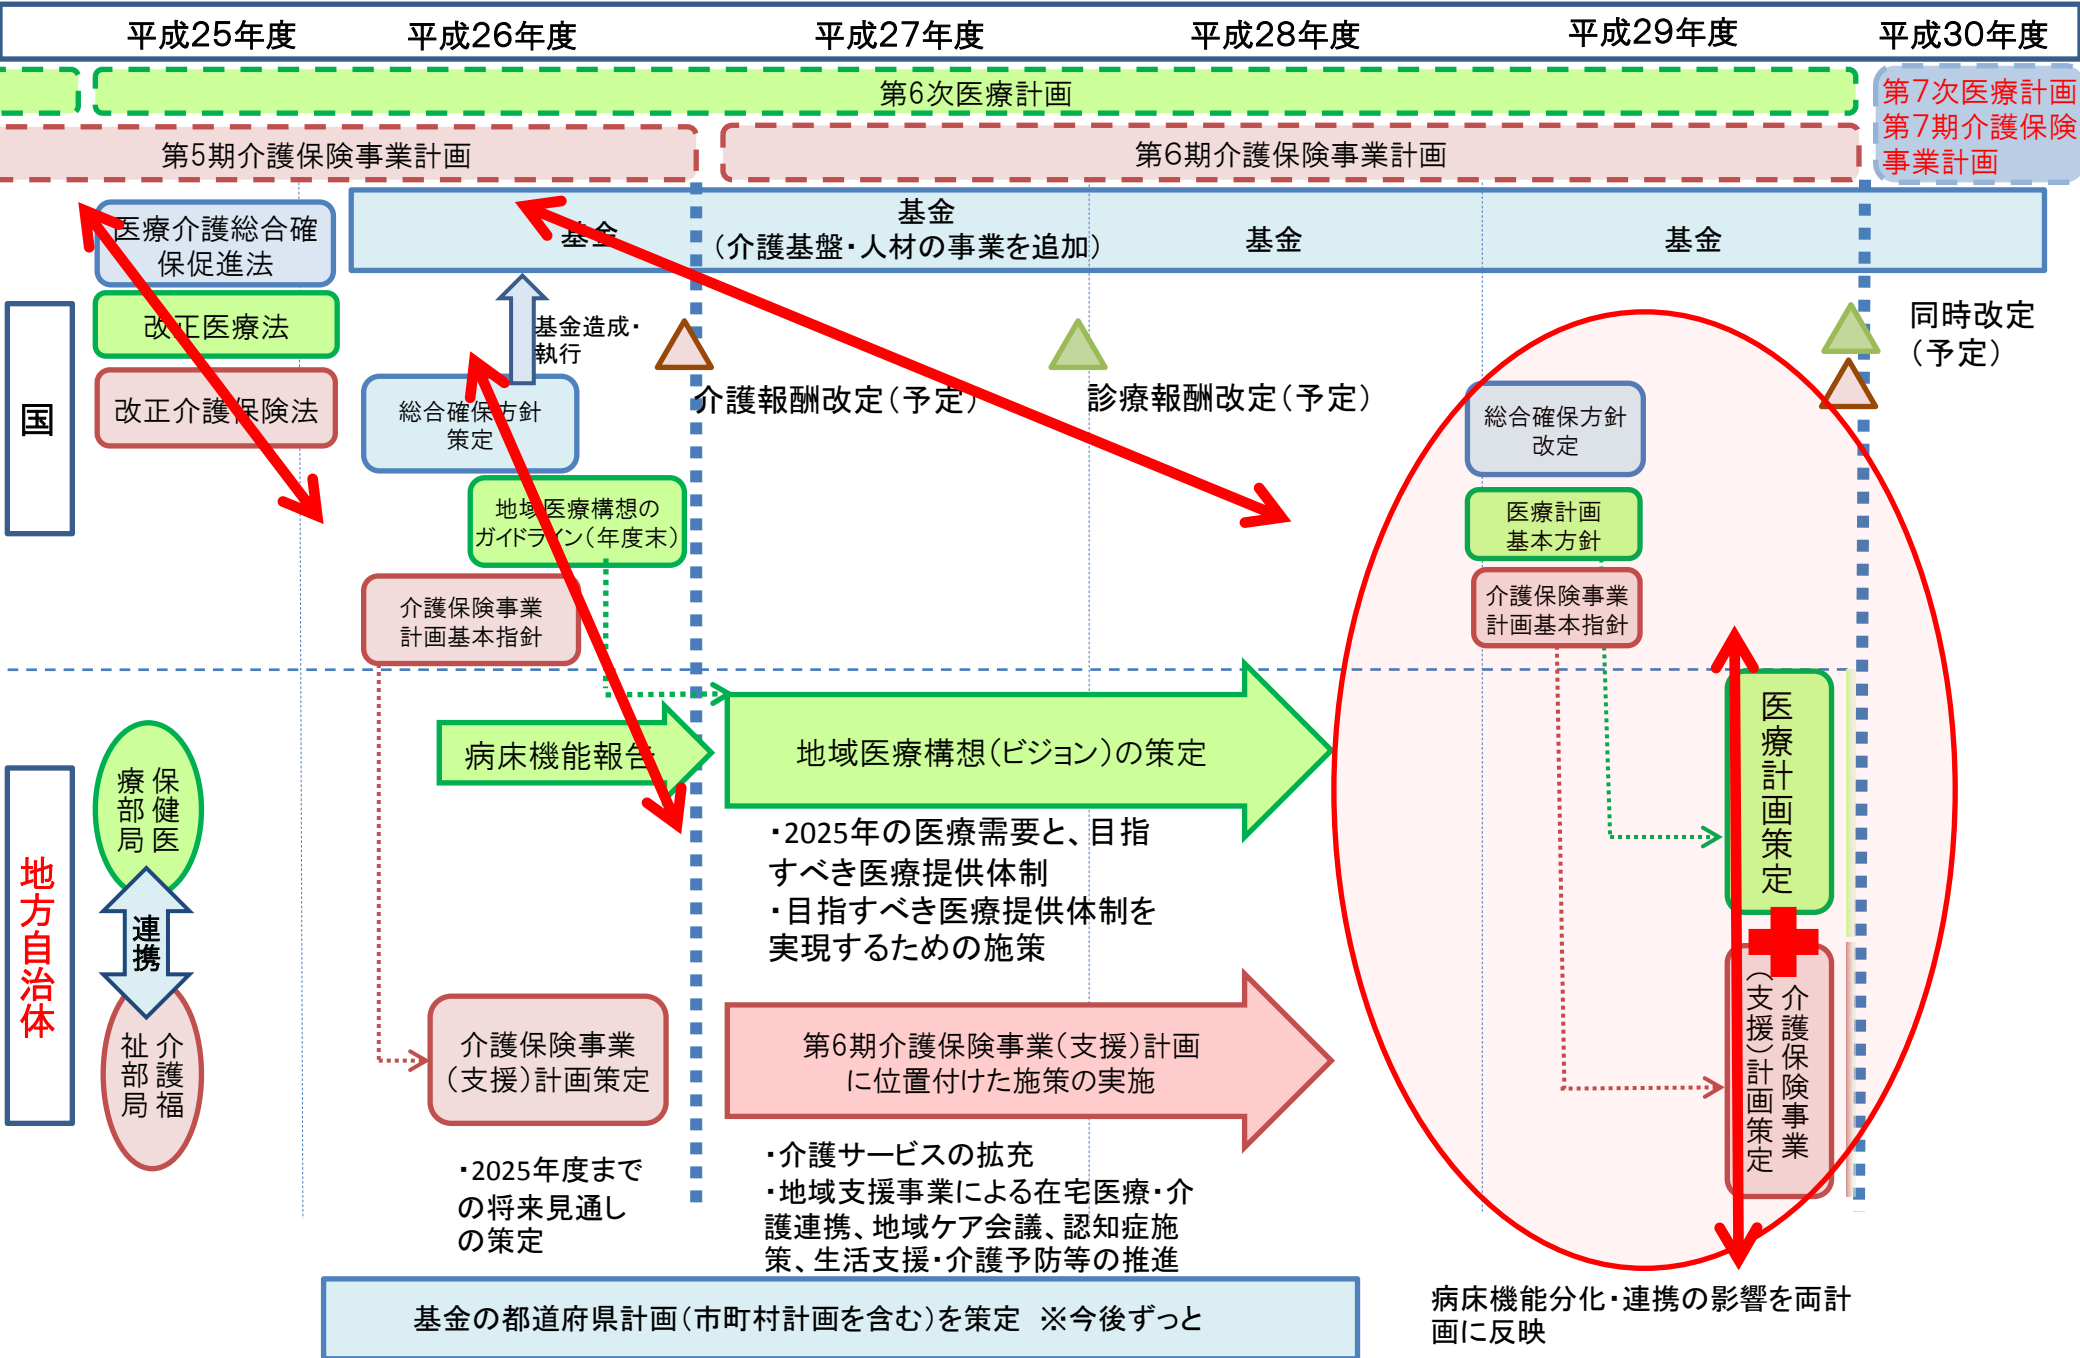 平成25年度
平成26年度
平成27年度
平成28年度
平成29年度
平成30年度
第6次医療計画
第7次医療計画
第7期介護保険
事業計画
第5期介護保険事業計画
第6期介護保険事業計画
医療介護総合確
保促進法
基金
基金
（介護基盤・人材の事業を追加）
基金
基金
改正医療法
改正介護保険法
国
基金造成・
執行
総合確保方針
策定
介護報酬改定（予定）
診療報酬改定（予定）
同時改定
（予定）
地域医療構想の
ガイドライン（年度末）
介護保険事業
計画基本指針
総合確保方針
改定
医療計画
基本方針
介護保険事業
計画基本指針
地方自治体
保健医
療部局
連携
介護福
祉部局
病床機能報告
地域医療構想（ビジョン）の策定
・2025年の医療需要と、目指
すべき医療提供体制
・目指すべき医療提供体制を
実現するための施策
介護保険事業
（支援）計画策定
・2025年度まで
の将来見通し
の策定
第6期介護保険事業（支援）計画
に位置付けた施策の実施
・介護サービスの拡充
・地域支援事業による在宅医療・介
護連携、地域ケア会議、認知症施
策、生活支援・介護予防等の推進
医療計画策定
介護保険事業
（支援）計画策定
病床機能分化・連携の影響を両計
画に反映
基金の都道府県計画（市町村計画を含む）を策定 ※今後ずっと